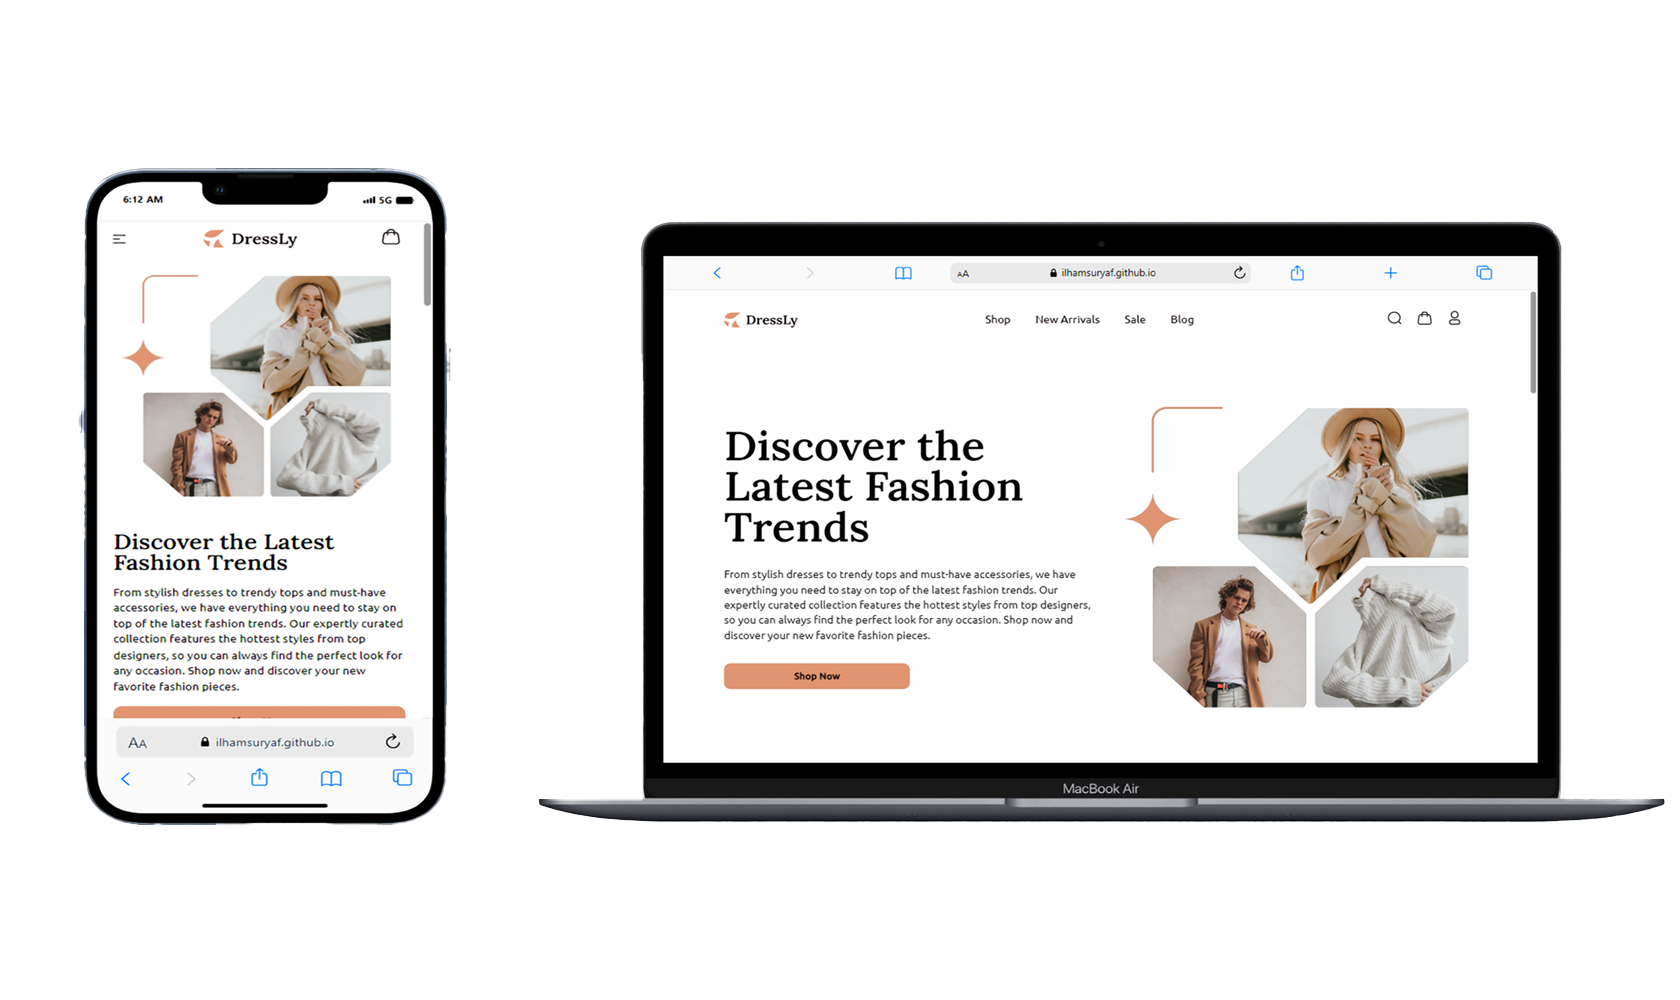 6:12 AM
5G
DressLy
Discover the Latest
Fashion Trends
From stylish dresses to trendy tops and must-have
accessories, we have everything you need to stay on
top of the latest fashion trends. Our expertly curated
collection features the hottest styles from top
designers, so you can always find the perfect look for
any occasion. Shop now and discover your new
favorite fashion pieces.
AA
ilhamsuryaf.github.io
AA
ilhamsuryaf.github.io
DressLy
Shop New Arrivals Sale Blog
Discover the
Latest Fashion
Trends
From stylish dresses to trendy tops and must-have accessories, we have
everything you need to stay on top of the latest fashion trends. Our
expertly curated collection features the hottest styles from top designers,
so you can always find the perfect look for any occasion. Shop now and
discover your new favorite fashion pieces.
Shop Now
MacBook Air